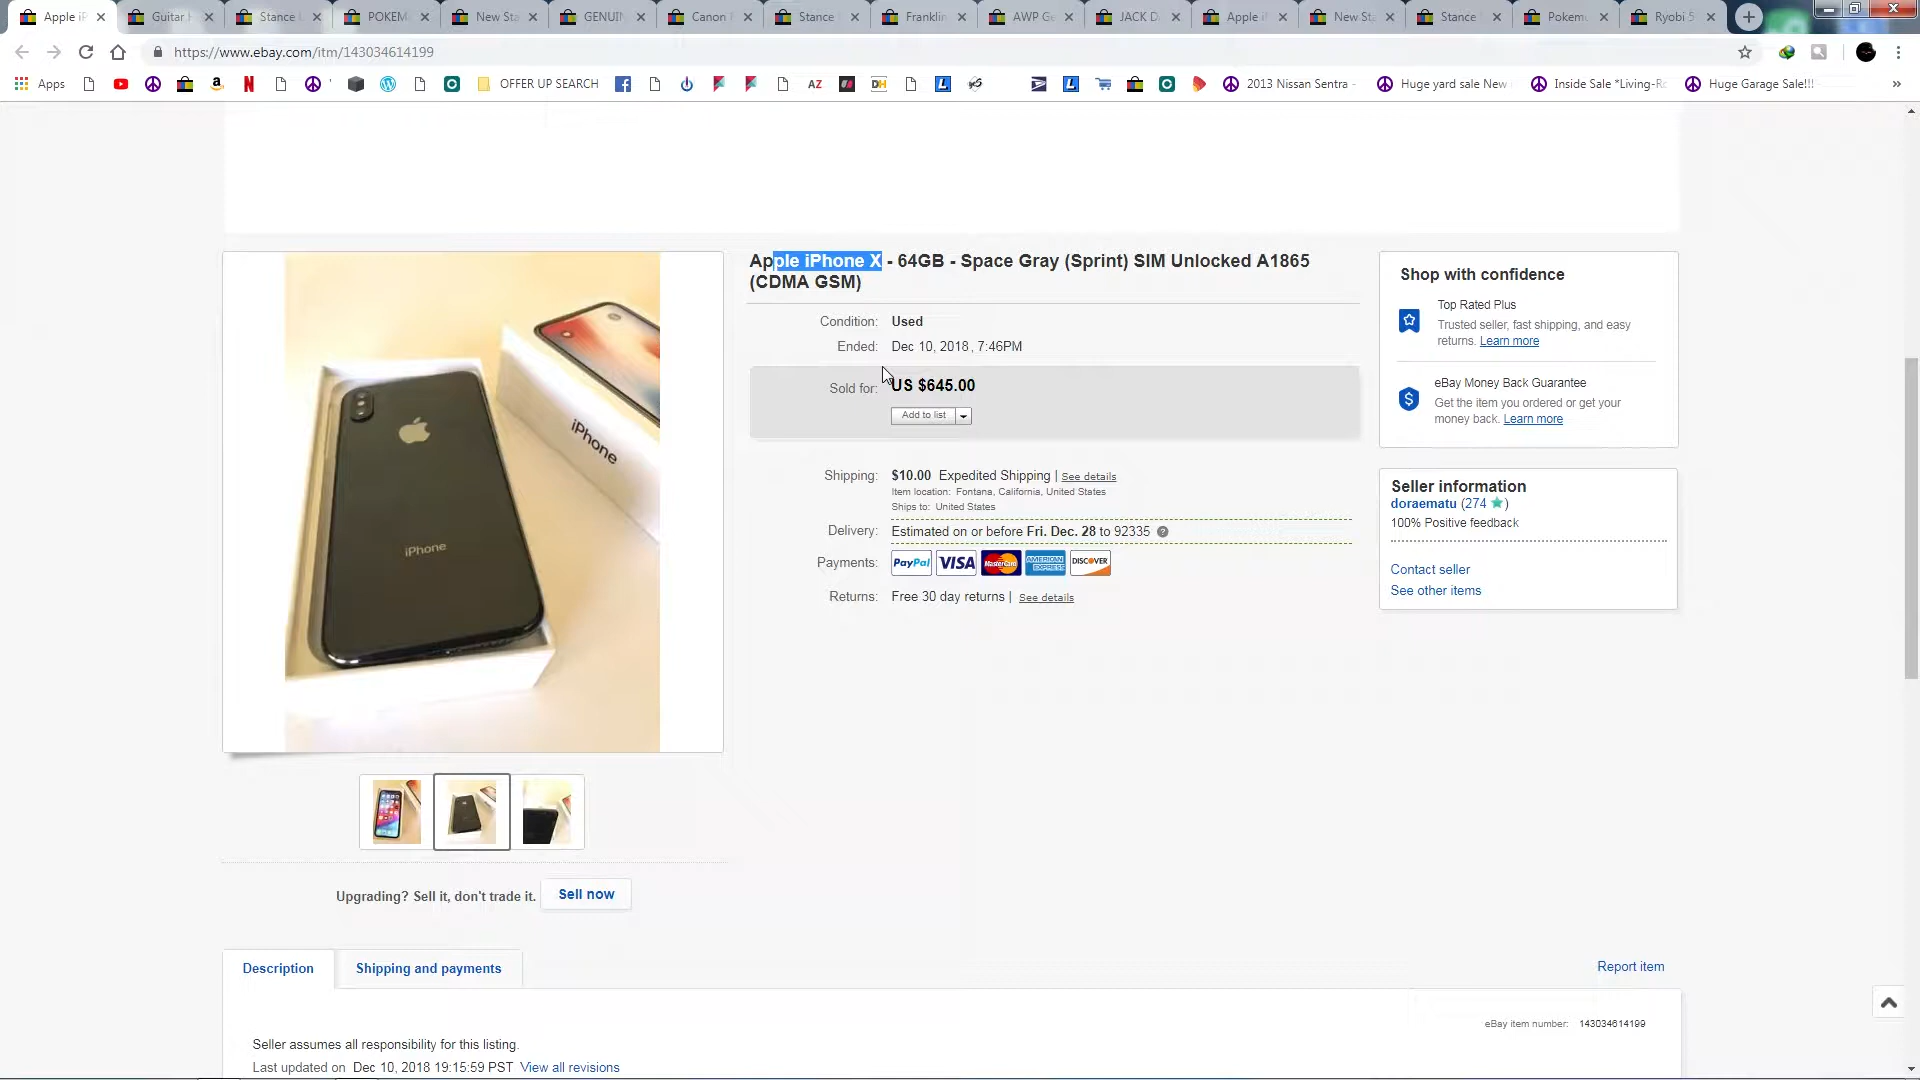 Apple iP
Guitar H
Stance
POKEM
New Sta
GENUI
Canon
Stance
Franklin
AWP Ge
JACK D
Apple i
New St
Stance
Pokem
Ryobi
https://www.ebay.com/itm/143034614199
Apps
OFFER UP SEARCH
2013 Nissan Sentra -
Huge yard sale New
Inside Sale *Living-R
Huge Garage Sale!!!
Apple iPhone X - 64GB - Space Gray (Sprint) SIM Unlocked A1865
(CDMA GSM)
Condition: Used
Ended: Dec 10, 2018 , 7:46PM
Sold for: US $645.00
Add to list
Shipping: $10.00 Expedited Shipping | See details
Item location: Fontana, California, United States
Ships to: United States
Delivery: Estimated on or before Fri. Dec. 28 to 92335
Payments: PayPal VISA MasterCard AMERICAN EXPRESS DISCOVER
Returns: Free 30 day returns | See details
Shop with confidence
Top Rated Plus
Trusted seller, fast shipping, and easy
returns. Learn more
eBay Money Back Guarantee
Get the item you ordered or get your
money back. Learn more
Seller information
doraematu (274 )
100% Positive feedback
Contact seller
See other items
iPhone
iPhone
Upgrading? Sell it, don't trade it. Sell now
Description
Shipping and payments
Report item
eBay item number: 143034614199
Seller assumes all responsibility for this listing.
Last updated on Dec 10, 2018 19:15:59 PST View all revisions